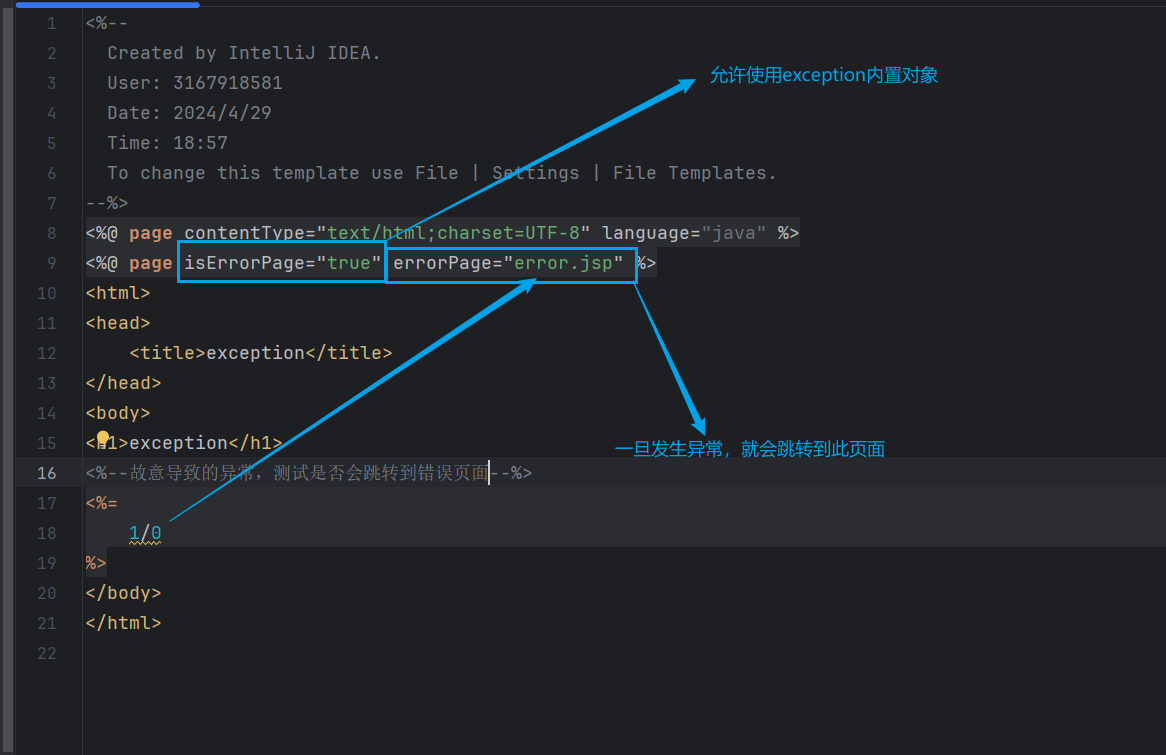 1 <%--
2 Created by IntelliJ IDEA.
3 User: 3167918581
4 Date: 2024/4/29
5 Time: 18:57
6 To change this template use File | Settings | File Templates.
7 --%>
允许使用exception内置对象
8 <%@ page contentType="text/html;charset=UTF-8" language="java" %>
9 <%@ page isErrorPage="true" errorPage="error.jsp" %>
10 <html>
11 <head>
12 <title>exception</title>
13 </head>
14 <body>
15 <h1>exception</h1>
一旦发生异常，就会跳转到此页面
16 <%--故意导致的异常，测试是否会跳转到错误页面--%>
17 <%=
18 1/0
19 %>
20 </body>
21 </html>
22